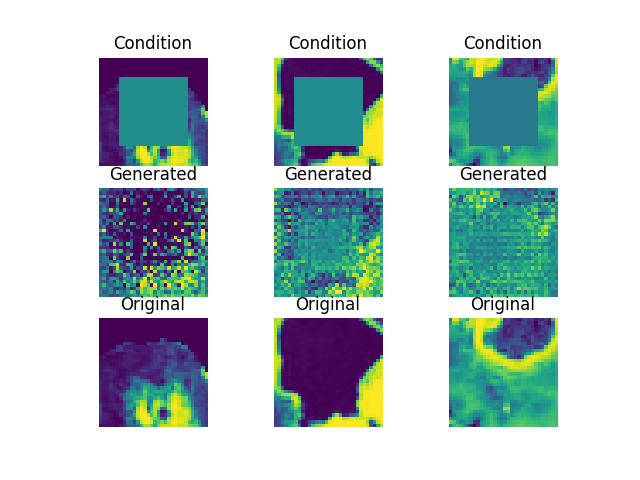 Condition Condition Condition
Generated Generated Generated
Original Original Original